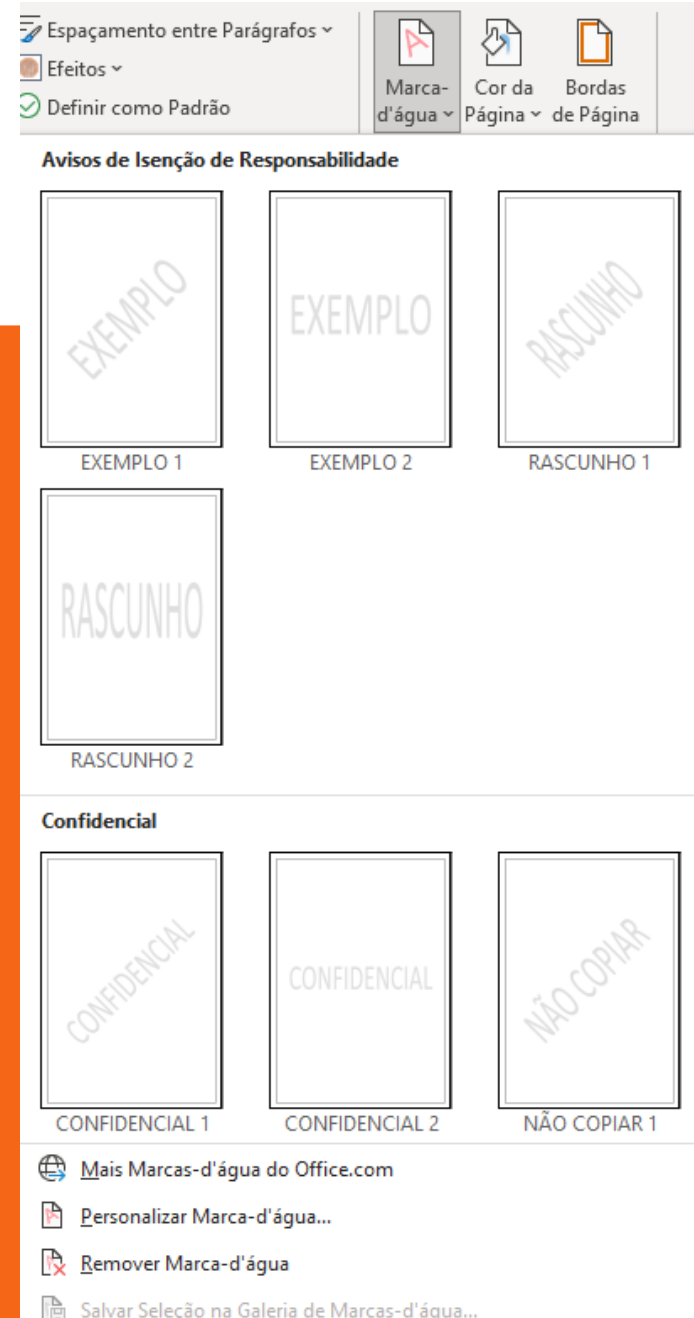 Espaçamento entre Parágrafos
Efeitos
Definir como Padrão
Marca-
d'água
Cor da
Página
Bordas
de Página
Avisos de Isenção de Responsabilidade
EXEMPLO
EXEMPLO
RASCUNHO
EXEMPLO 1
EXEMPLO 2
RASCUNHO 1
RASCUNHO
RASCUNHO 2
Confidencial
CONFIDENCIAL
CONFIDENCIAL
NÃO COPIAR
CONFIDENCIAL 1
CONFIDENCIAL 2
NÃO COPIAR 1
Mais Marcas-d'água do Office.com
Personalizar Marca-d'água...
Remover Marca-d'água
Salvar Seleção na Galeria de Marcas-d'água...